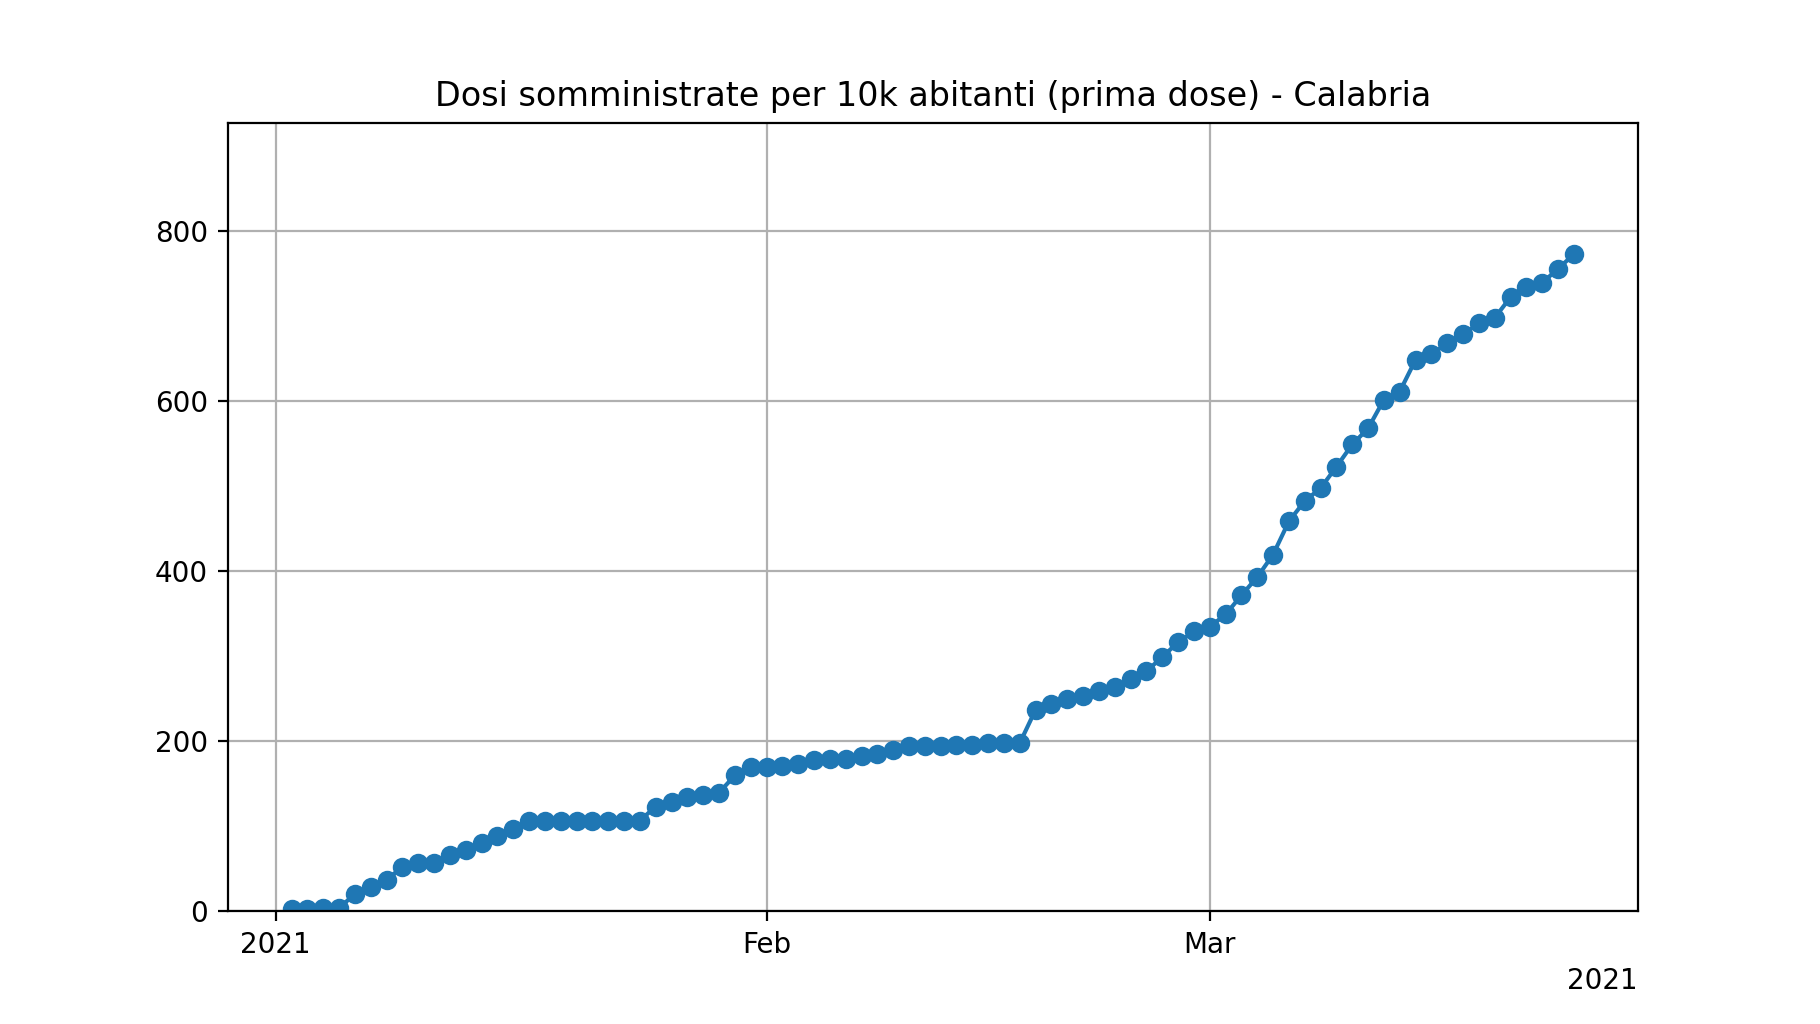 Dosi somministrate per 10k abitanti (prima dose) - Calabria
800
600
400
200
0
2021
Feb
Mar
2021